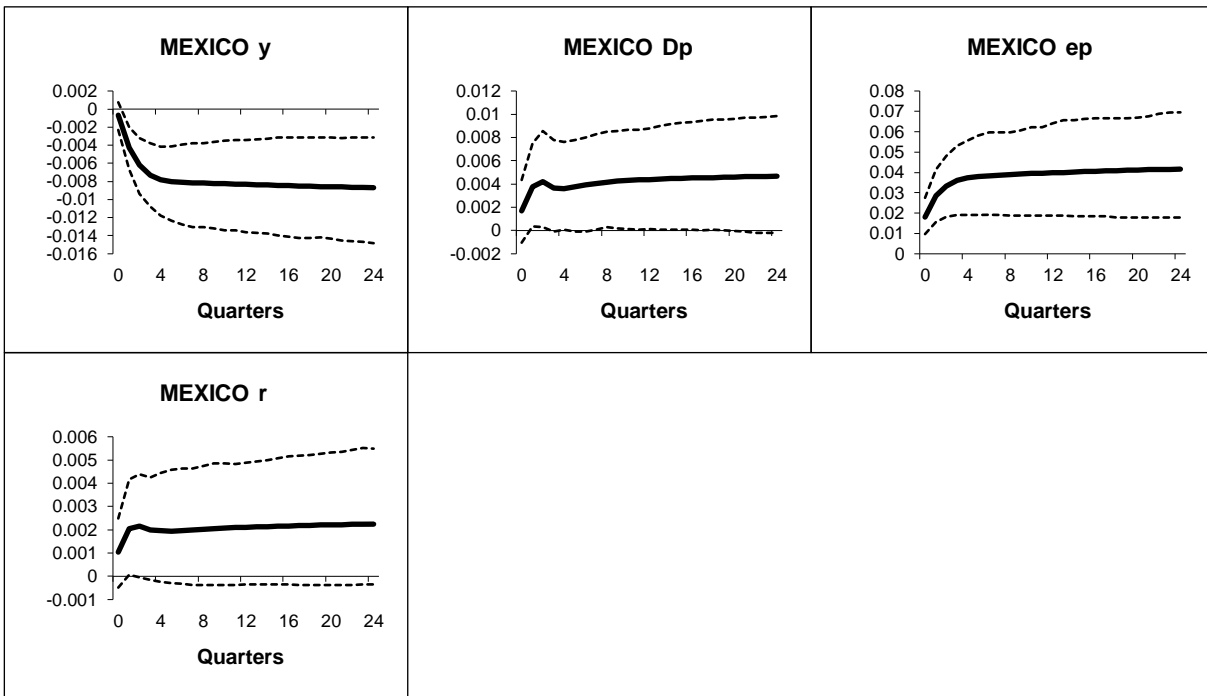 MEXICO y
0.002
0
-0.002
-0.004
-0.006
-0.008
-0.01
-0.012
-0.014
-0.016
0 4 8 12 16 20 24
Quarters
MEXICO Dp
0.012
0.01
0.008
0.006
0.004
0.002
0
-0.002
0 4 8 12 16 20 24
Quarters
MEXICO ep
0.08
0.07
0.06
0.05
0.04
0.03
0.02
0.01
0
0 4 8 12 16 20 24
Quarters
MEXICO r
0.006
0.005
0.004
0.003
0.002
0.001
0
-0.001
0 4 8 12 16 20 24
Quarters